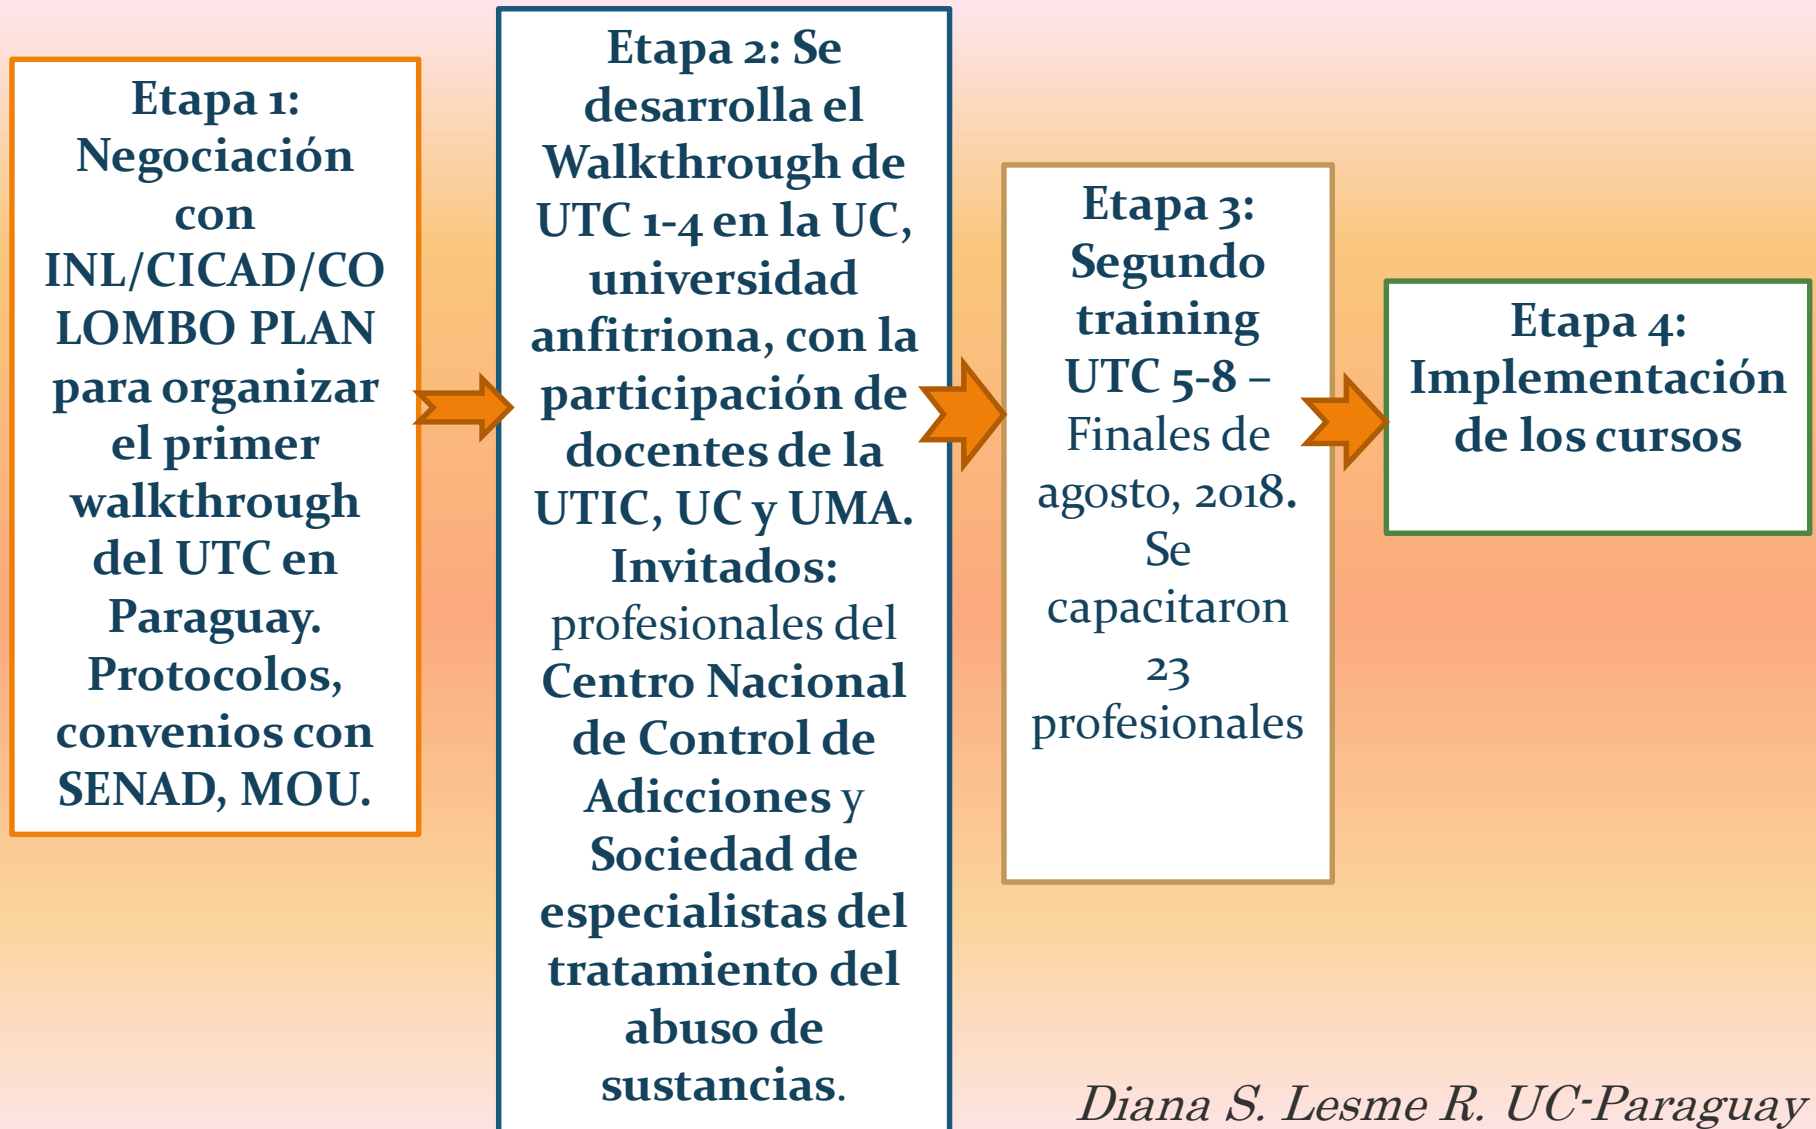 Etapa 1:
Negociación
con
INL/CICAD/CO
LOMBO PLAN
para organizar
el primer
walkthrough
del UTC en
Paraguay.
Protocolos,
convenios con
SENAD, MOU.
Etapa 2: Se
desarrolla el
Walkthrough de
UTC 1-4 en la UC,
universidad
anfitriona, con la
participación de
docentes de la
UTIC, UC y UMA.
Invitados:
profesionales del
Centro Nacional
de Control de
Adicciones y
Sociedad de
especialistas del
tratamiento del
abuso de
sustancias.
Etapa 3:
Segundo
training
UTC 5-8 –
Finales de
agosto, 2018.
Se
capacitaron
23
profesionales
Etapa 4:
Implementación
de los cursos
Diana S. Lesme R. UC-Paraguay